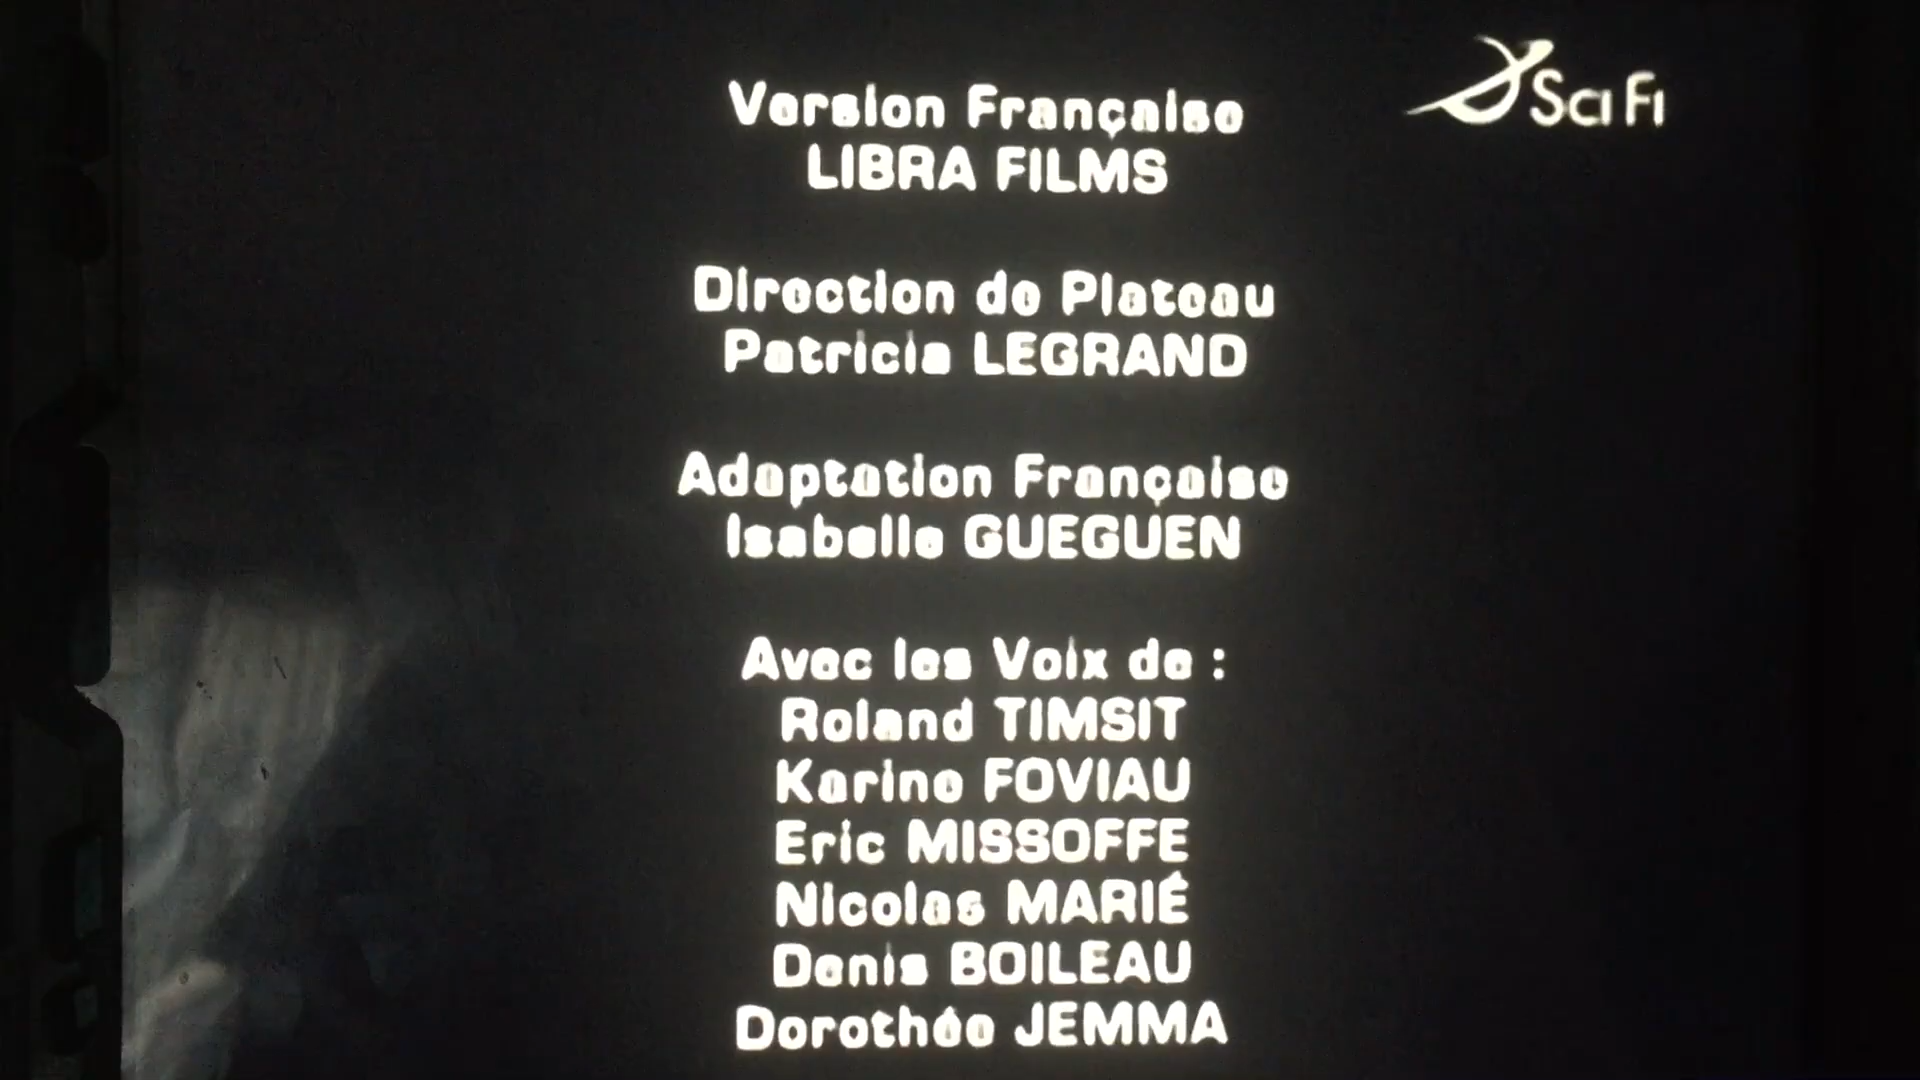 Sci Fi
Version Française
LIBRA FILMS
Direction de Plateau
Patricia LEGRAND
Adaptation Française
Isabelle GUEGUEN
Avec les Voix de :
Roland TIMSIT
Karine FOVIAU
Eric MISSOFFE
Nicolas MARIÉ
Denis BOILEAU
Dorothée JEMMA